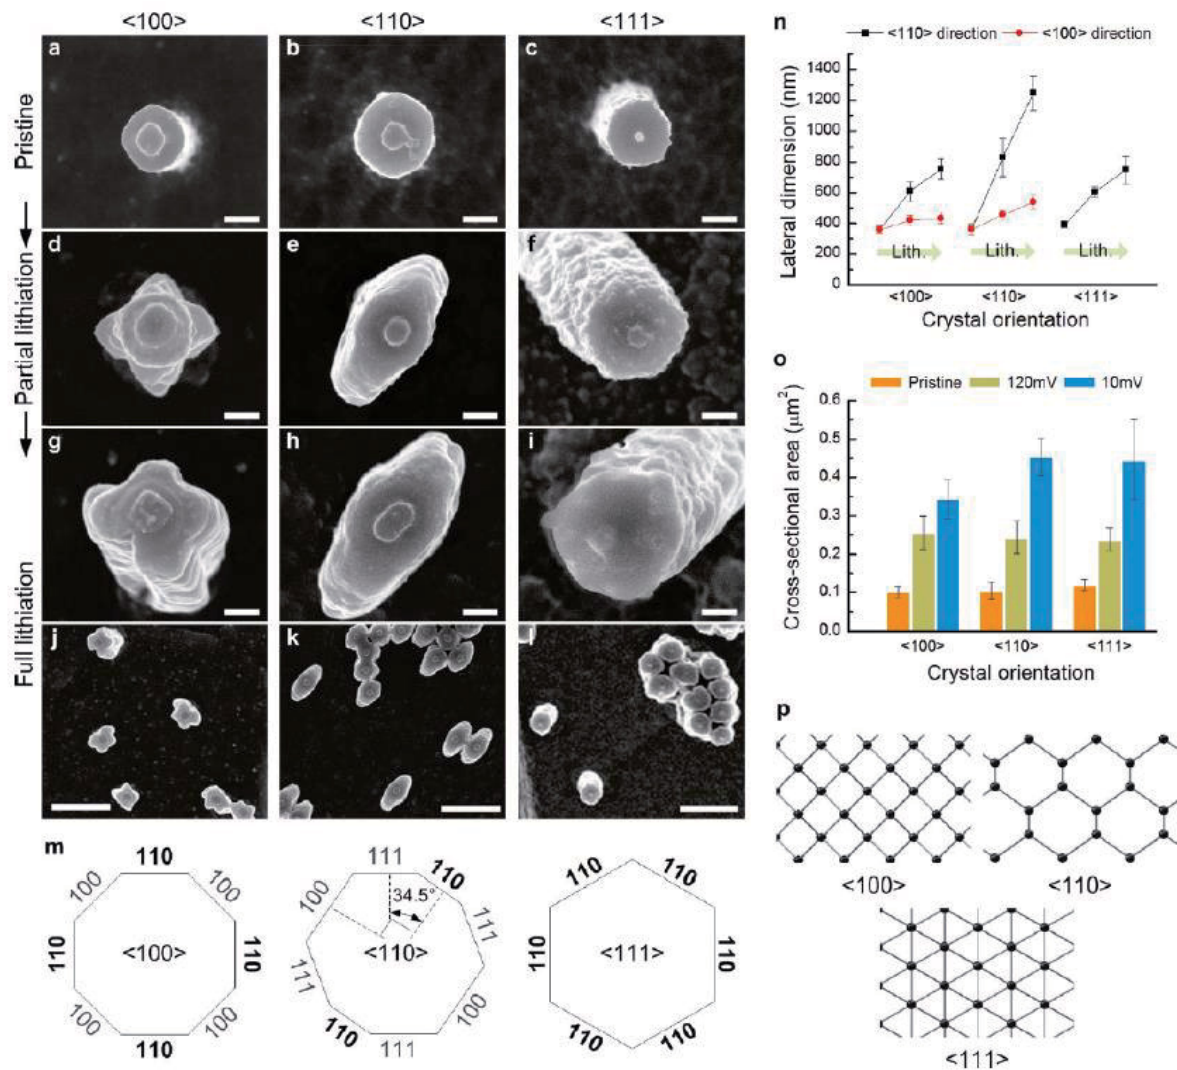 <100>
<110>
<111>
Pristine
Partial lithiation
Full lithiation
a
b
c
d
e
f
g
h
i
j
k
l
m
110
100
100
110
<100>
110
100
100
110
111
110
100
34.5°
111
<110>
111
100
110
111
110
110
110
<111>
110
110
110
n
<110> direction
<100> direction
Lateral dimension (nm)
1400
1200
1000
800
600
400
200
0
Lith.
Lith.
Lith.
<100>
<110>
<111>
Crystal orientation
o
Pristine
120mV
10mV
Cross-sectional area (μm²)
0.6
0.5
0.4
0.3
0.2
0.1
0.0
<100>
<110>
<111>
Crystal orientation
p
<100>
<110>
<111>